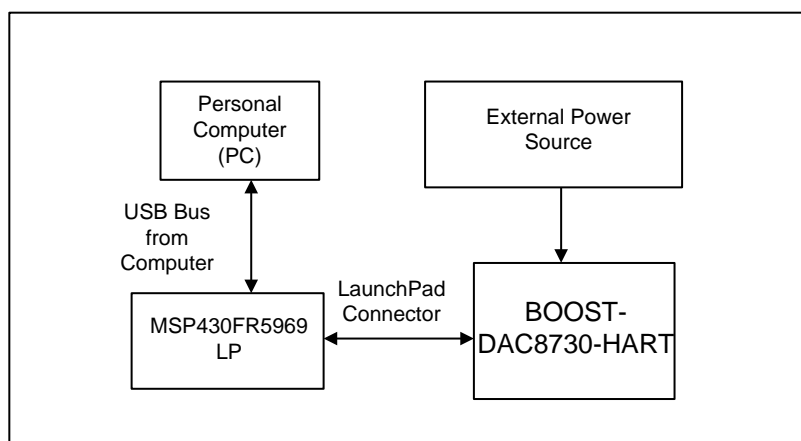 Personal
Computer
(PC)
External Power
Source
USB Bus
from
Computer
LaunchPad
Connector
MSP430FR5969
LP
BOOST-
DAC8730-HART